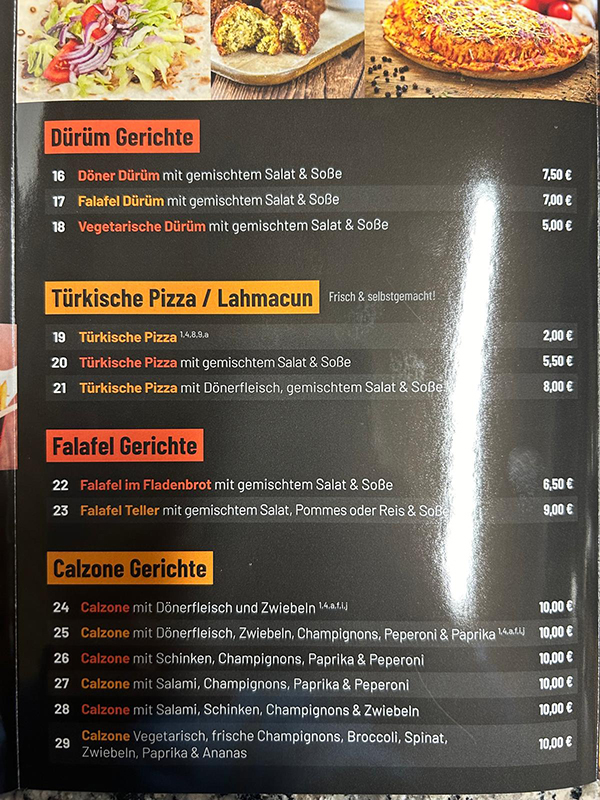 Dürüm Gerichte
16 Döner Dürüm mit gemischtem Salat & Soße 7,50 €
17 Falafel Dürüm mit gemischtem Salat & Soße 7,00 €
18 Vegetarische Dürüm mit gemischtem Salat & Soße 5,00 €
Türkische Pizza / Lahmacun Frisch & selbstgemacht!
19 Türkische Pizza 1,4,8,9,a 2,00 €
20 Türkische Pizza mit gemischtem Salat & Soße 5,50 €
21 Türkische Pizza mit Dönerfleisch, gemischtem Salat & Soße 8,00 €
Falafel Gerichte
22 Falafel im Fladenbrot mit gemischtem Salat & Soße 6,50 €
23 Falafel Teller mit gemischtem Salat, Pommes oder Reis & Soße 9,00 €
Calzone Gerichte
24 Calzone mit Dönerfleisch und Zwiebeln 1,4,a,f,i,j 10,00 €
25 Calzone mit Dönerfleisch, Zwiebeln, Champignons, Peperoni & Paprika 1,4,a,f,i,j 10,00 €
26 Calzone mit Schinken, Champignons, Paprika & Peperoni 10,00 €
27 Calzone mit Salami, Champignons, Paprika & Peperoni 10,00 €
28 Calzone mit Salami, Schinken, Champignons & Zwiebeln 10,00 €
29 Calzone Vegetarisch, frische Champignons, Broccoli, Spinat, 10,00 €
Zwiebeln, Paprika & Ananas